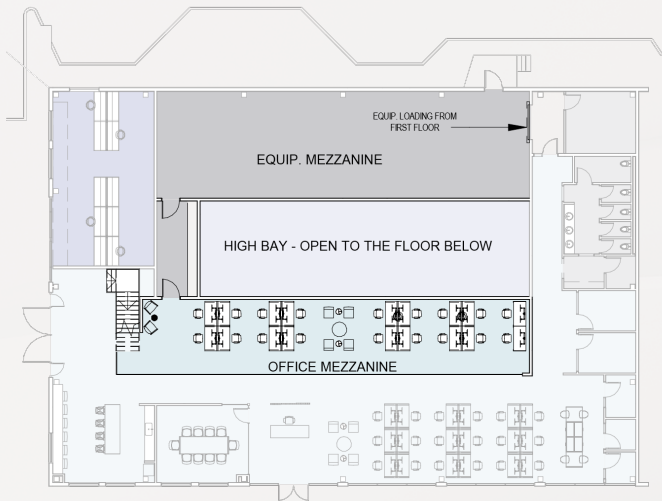 EQUIP. LOADING FROM
FIRST FLOOR
EQUIP. MEZZANINE
HIGH BAY - OPEN TO THE FLOOR BELOW
OFFICE MEZZANINE